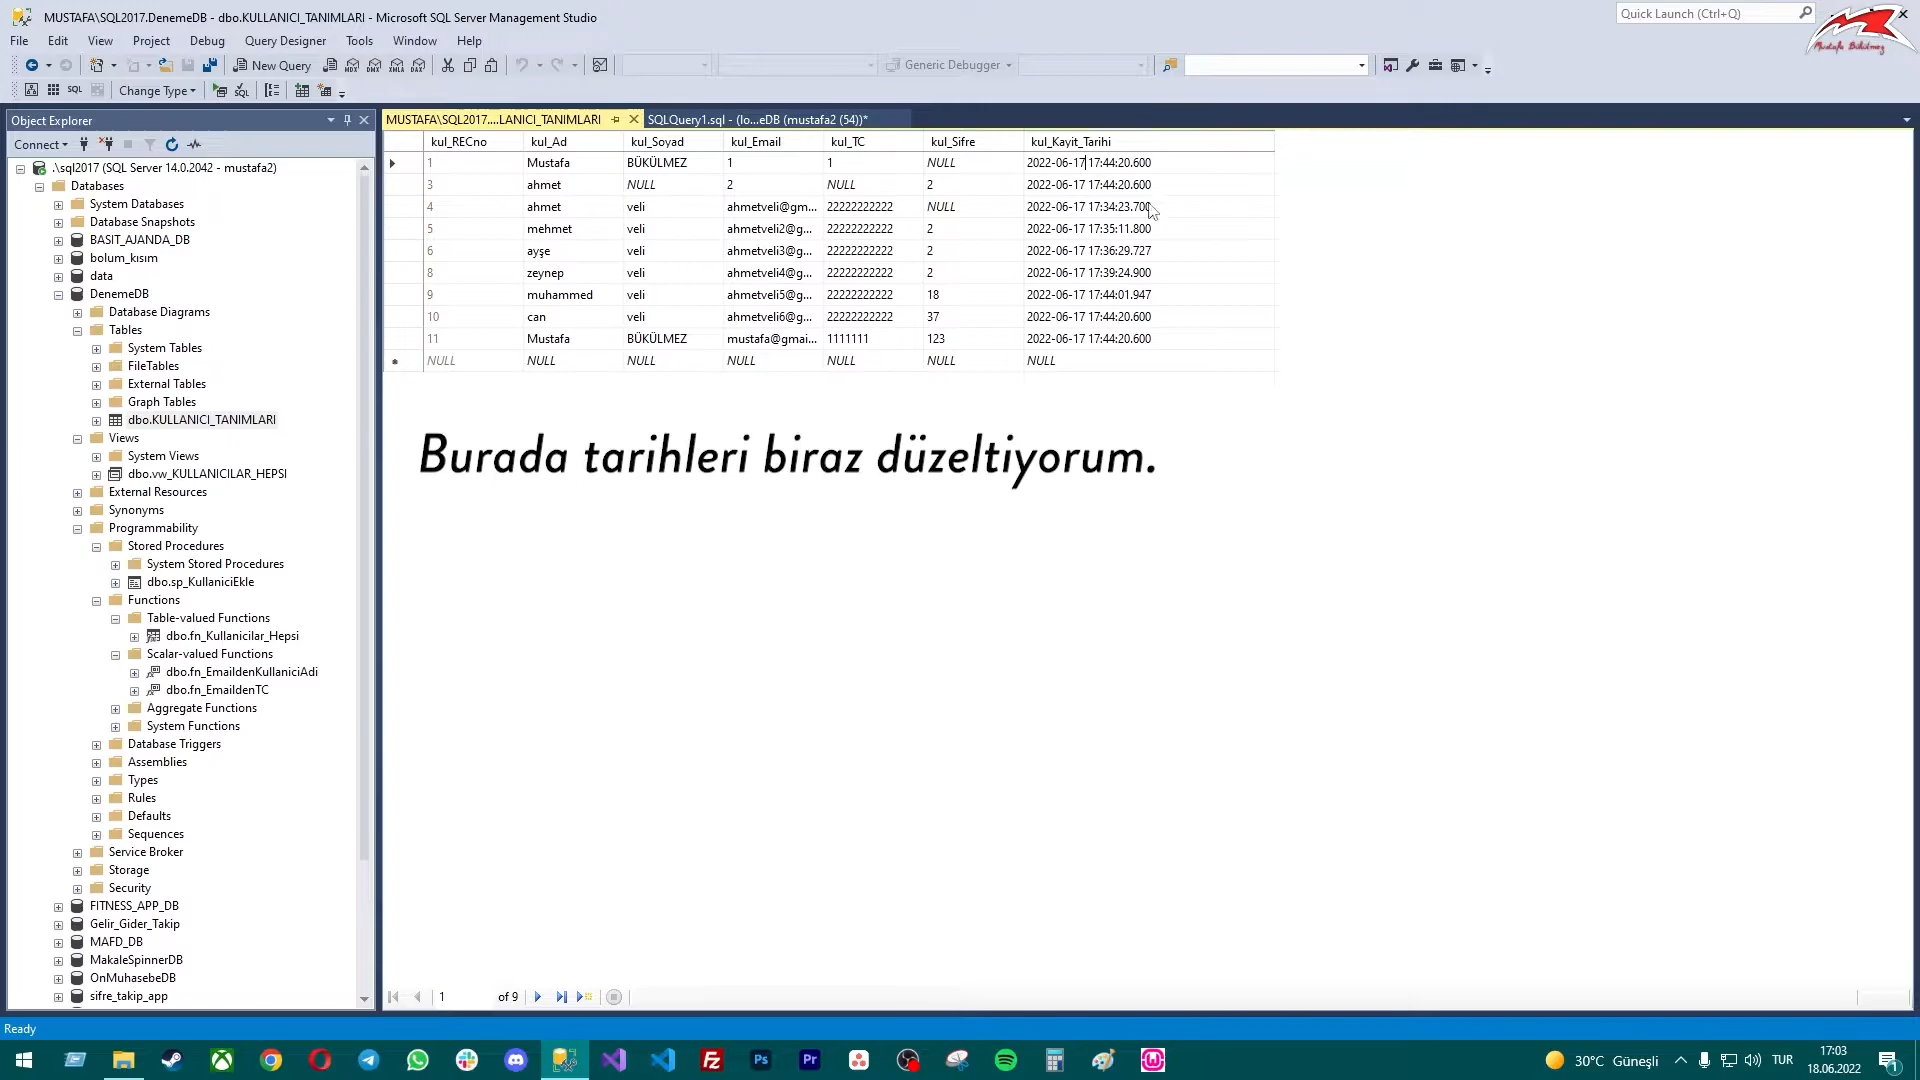 MUSTAFA\SQL2017.DenemeDB - dbo.KULLANICI_TANIMLARI - Microsoft SQL Server Management Studio
Quick Launch (Ctrl+Q)
Mustafa Bükülmez
File Edit View Project Debug Query Designer Tools Window Help
New Query MDX DMX XMLA DAX Generic Debugger
SQL Change Type
Object Explorer
Connect
.\sql2017 (SQL Server 14.0.2042 - mustafa2)
Databases
System Databases
Database Snapshots
BASIT_AJANDA_DB
bolum_kısım
data
DenemeDB
Database Diagrams
Tables
System Tables
FileTables
External Tables
Graph Tables
dbo.KULLANICI_TANIMLARI
Views
System Views
dbo.vw_KULLANICILAR_HEPSI
External Resources
Synonyms
Programmability
Stored Procedures
System Stored Procedures
dbo.sp_KullaniciEkle
Functions
Table-valued Functions
dbo.fn_Kullanicilar_Hepsi
Scalar-valued Functions
dbo.fn_EmaildenKullaniciAdi
dbo.fn_EmaildenTC
Aggregate Functions
System Functions
Database Triggers
Assemblies
Types
Rules
Defaults
Sequences
Service Broker
Storage
Security
FITNESS_APP_DB
Gelir_Gider_Takip
MAFD_DB
MakaleSpinnerDB
OnMuhasebeDB
sifre_takip_app
MUSTAFA\SQL2017....LANICI_TANIMLARI SQLQuery1.sql - (lo...eDB (mustafa2 (54))*
kul_RECno kul_Ad kul_Soyad kul_Email kul_TC kul_Sifre kul_Kayit_Tarihi
1 Mustafa BÜKÜLMEZ 1 1 NULL 2022-06-17 17:44:20.600
3 ahmet NULL 2 NULL 2 2022-06-17 17:44:20.600
4 ahmet veli ahmetveli@gm... 22222222222 NULL 2022-06-17 17:34:23.700
5 mehmet veli ahmetveli2@g... 22222222222 2 2022-06-17 17:35:11.800
6 ayşe veli ahmetveli3@g... 22222222222 2 2022-06-17 17:36:29.727
8 zeynep veli ahmetveli4@g... 22222222222 2 2022-06-17 17:39:24.900
9 muhammed veli ahmetveli5@g... 22222222222 18 2022-06-17 17:44:01.947
10 can veli ahmetveli6@g... 22222222222 37 2022-06-17 17:44:20.600
11 Mustafa BÜKÜLMEZ mustafa@gmai... 1111111 123 2022-06-17 17:44:20.600
NULL NULL NULL NULL NULL NULL NULL
Burada tarihleri biraz düzeltiyorum.
1 of 9
Ready
Ps Pr
30°C Güneşli TUR 17:03
18.06.2022
1